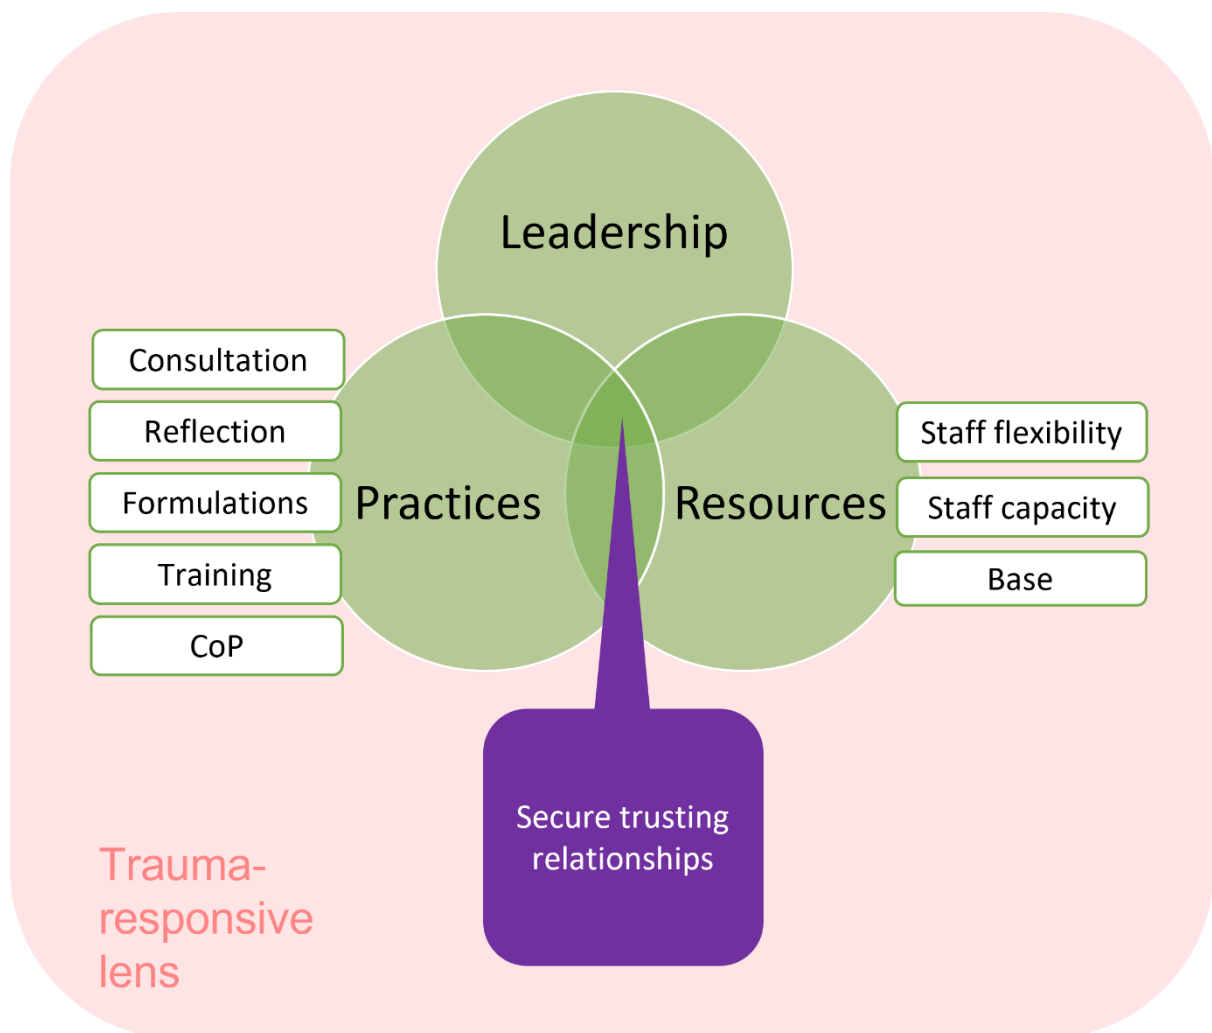 Leadership
Consultation
Reflection
Formulations
Training
CoP
Practices
Resources
Staff flexibility
Staff capacity
Base
Secure trusting
relationships
Trauma-
responsive
lens